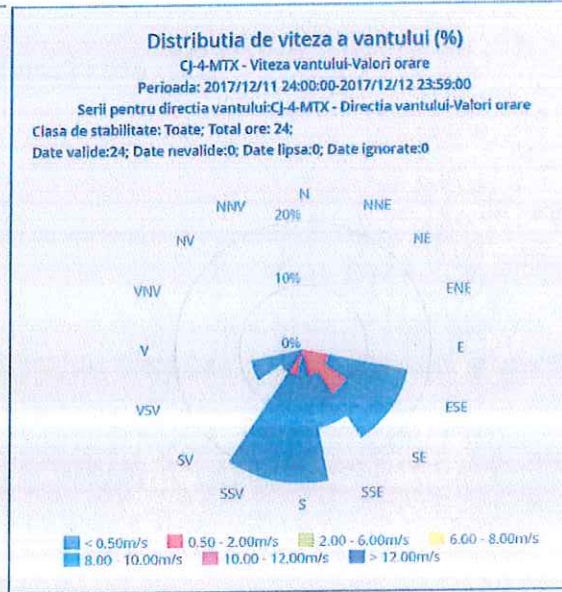 Distributia de viteza a vantului (%)
CJ-4-MTX - Viteza vantului-Valori orare
Perioada: 2017/12/11 24:00:00-2017/12/12 23:59:00
Serii pentru directia vantului:CJ-4-MTX - Directia vantului-Valori orare
Clasa de stabilitate: Toate; Total ore: 24;
Date valide:24; Date nevalide:0; Date lipsa:0; Date ignorate:0
N
NNV
NNE
20%
NV
NE
10%
VNV
ENE
0%
V
E
VSV
ESE
SV
SE
SSV
SSE
S
< 0.50m/s 0.50 - 2.00m/s 2.00 - 6.00m/s 6.00 - 8.00m/s
8.00 - 10.00m/s 10.00 - 12.00m/s > 12.00m/s